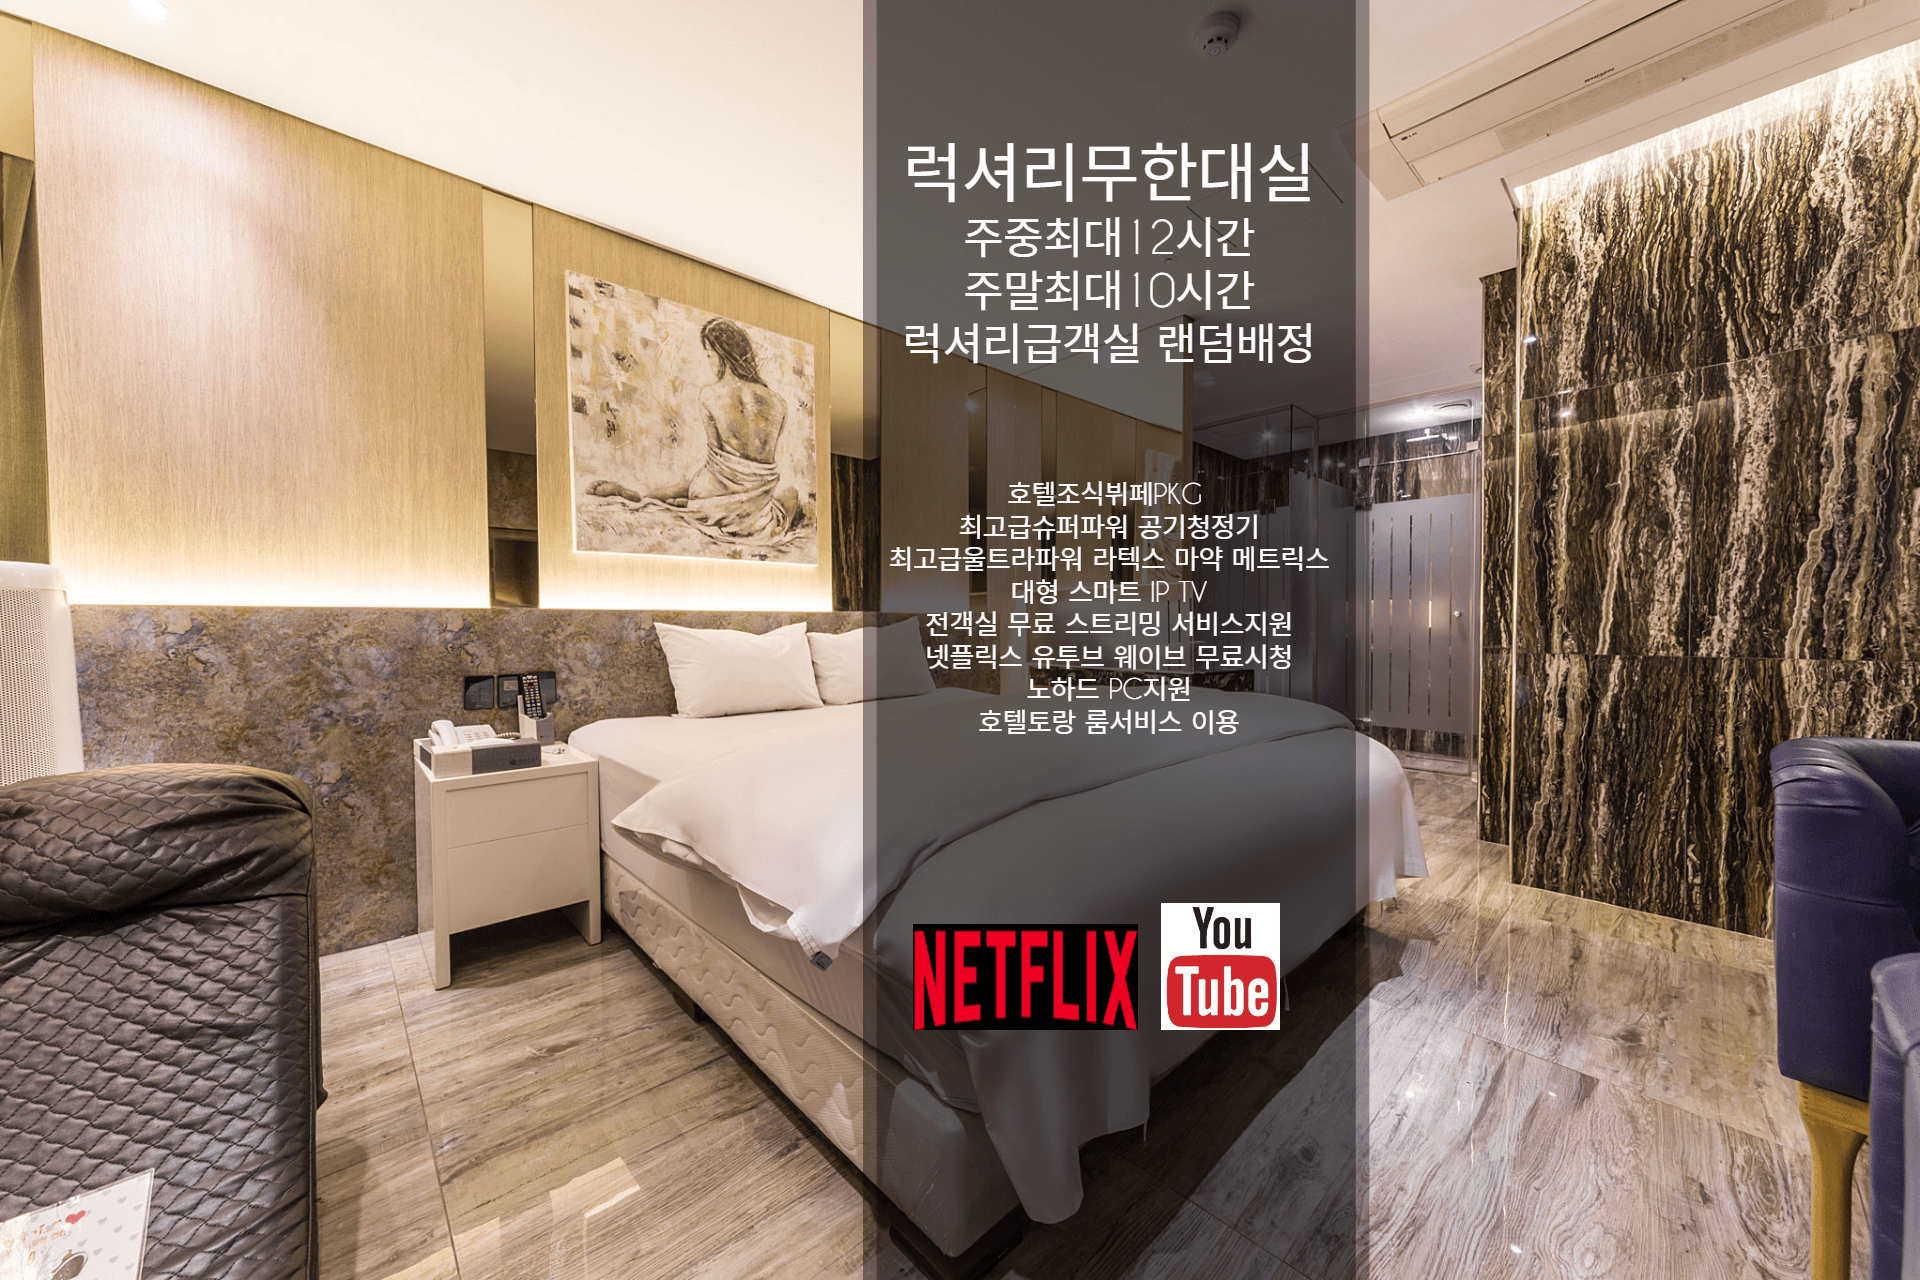 럭셔리무한대실
주중최대12시간
주말최대10시간
럭셔리급객실 랜덤배정
호텔조식뷔페PKG
최고급슈퍼파워 공기청정기
최고급울트라파워 라텍스 마약 메트릭스
대형 스마트 IP TV
전객실 무료 스트리밍 서비스지원
넷플릭스 유투브 웨이브 무료시청
노하드 PC지원
호텔토랑 룸서비스 이용
NETFLIX
You
Tube